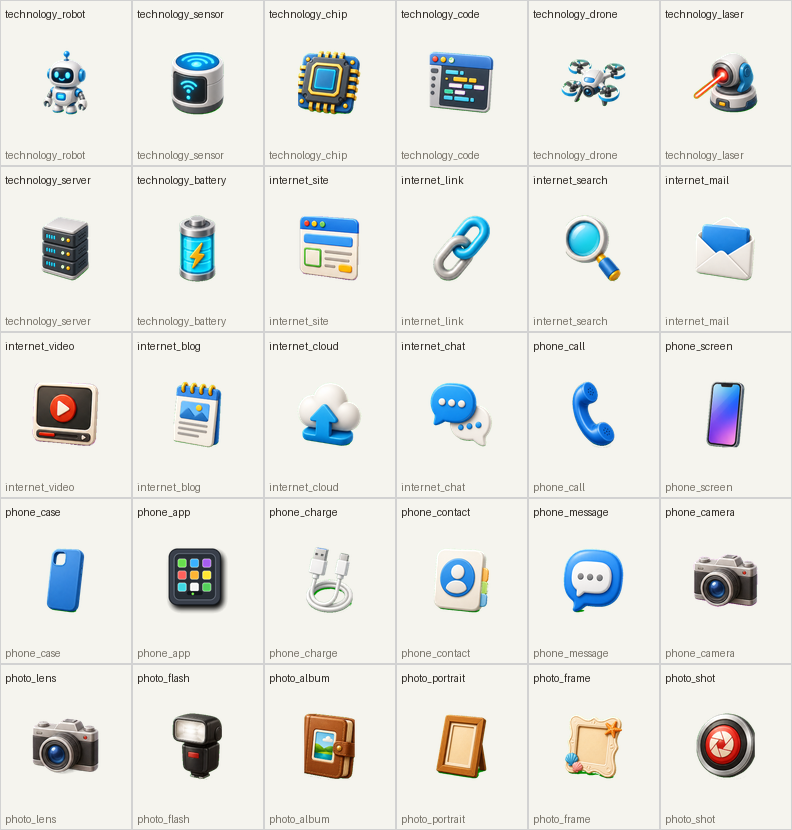 technology_robot technology_sensor technology_chip technology_code technology_drone technology_laser
technology_robot technology_sensor technology_chip technology_code technology_drone technology_laser
technology_server technology_battery internet_site internet_link internet_search internet_mail
technology_server technology_battery internet_site internet_link internet_search internet_mail
internet_video internet_blog internet_cloud internet_chat phone_call phone_screen
internet_video internet_blog internet_cloud internet_chat phone_call phone_screen
phone_case phone_app phone_charge phone_contact phone_message phone_camera
phone_case phone_app phone_charge phone_contact phone_message phone_camera
photo_lens photo_flash photo_album photo_portrait photo_frame photo_shot
photo_lens photo_flash photo_album photo_portrait photo_frame photo_shot